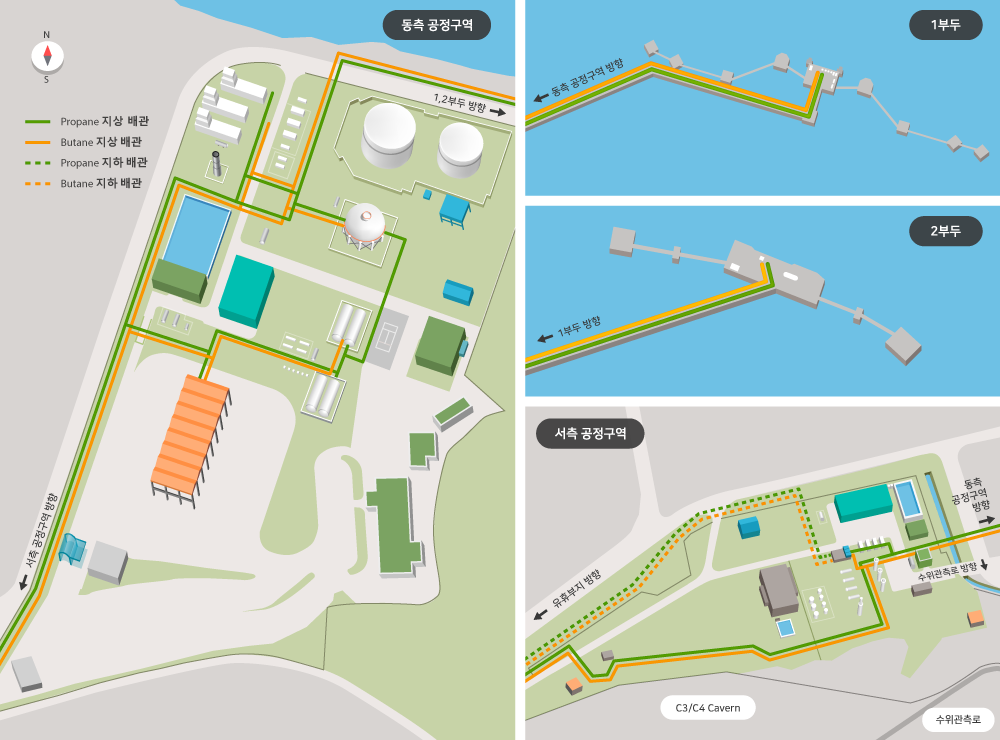 동측 공정구역
N
S
Propane 지상 배관
Butane 지상 배관
Propane 지하 배관
Butane 지하 배관
1,2부두 방향
서측 공정구역 방향
1부두
동측 공정구역 방향
2부두
1부두 방향
서측 공정구역
동측
공정구역
방향
수위관측로 방향
유휴부지 방향
C3/C4 Cavern
수위관측로